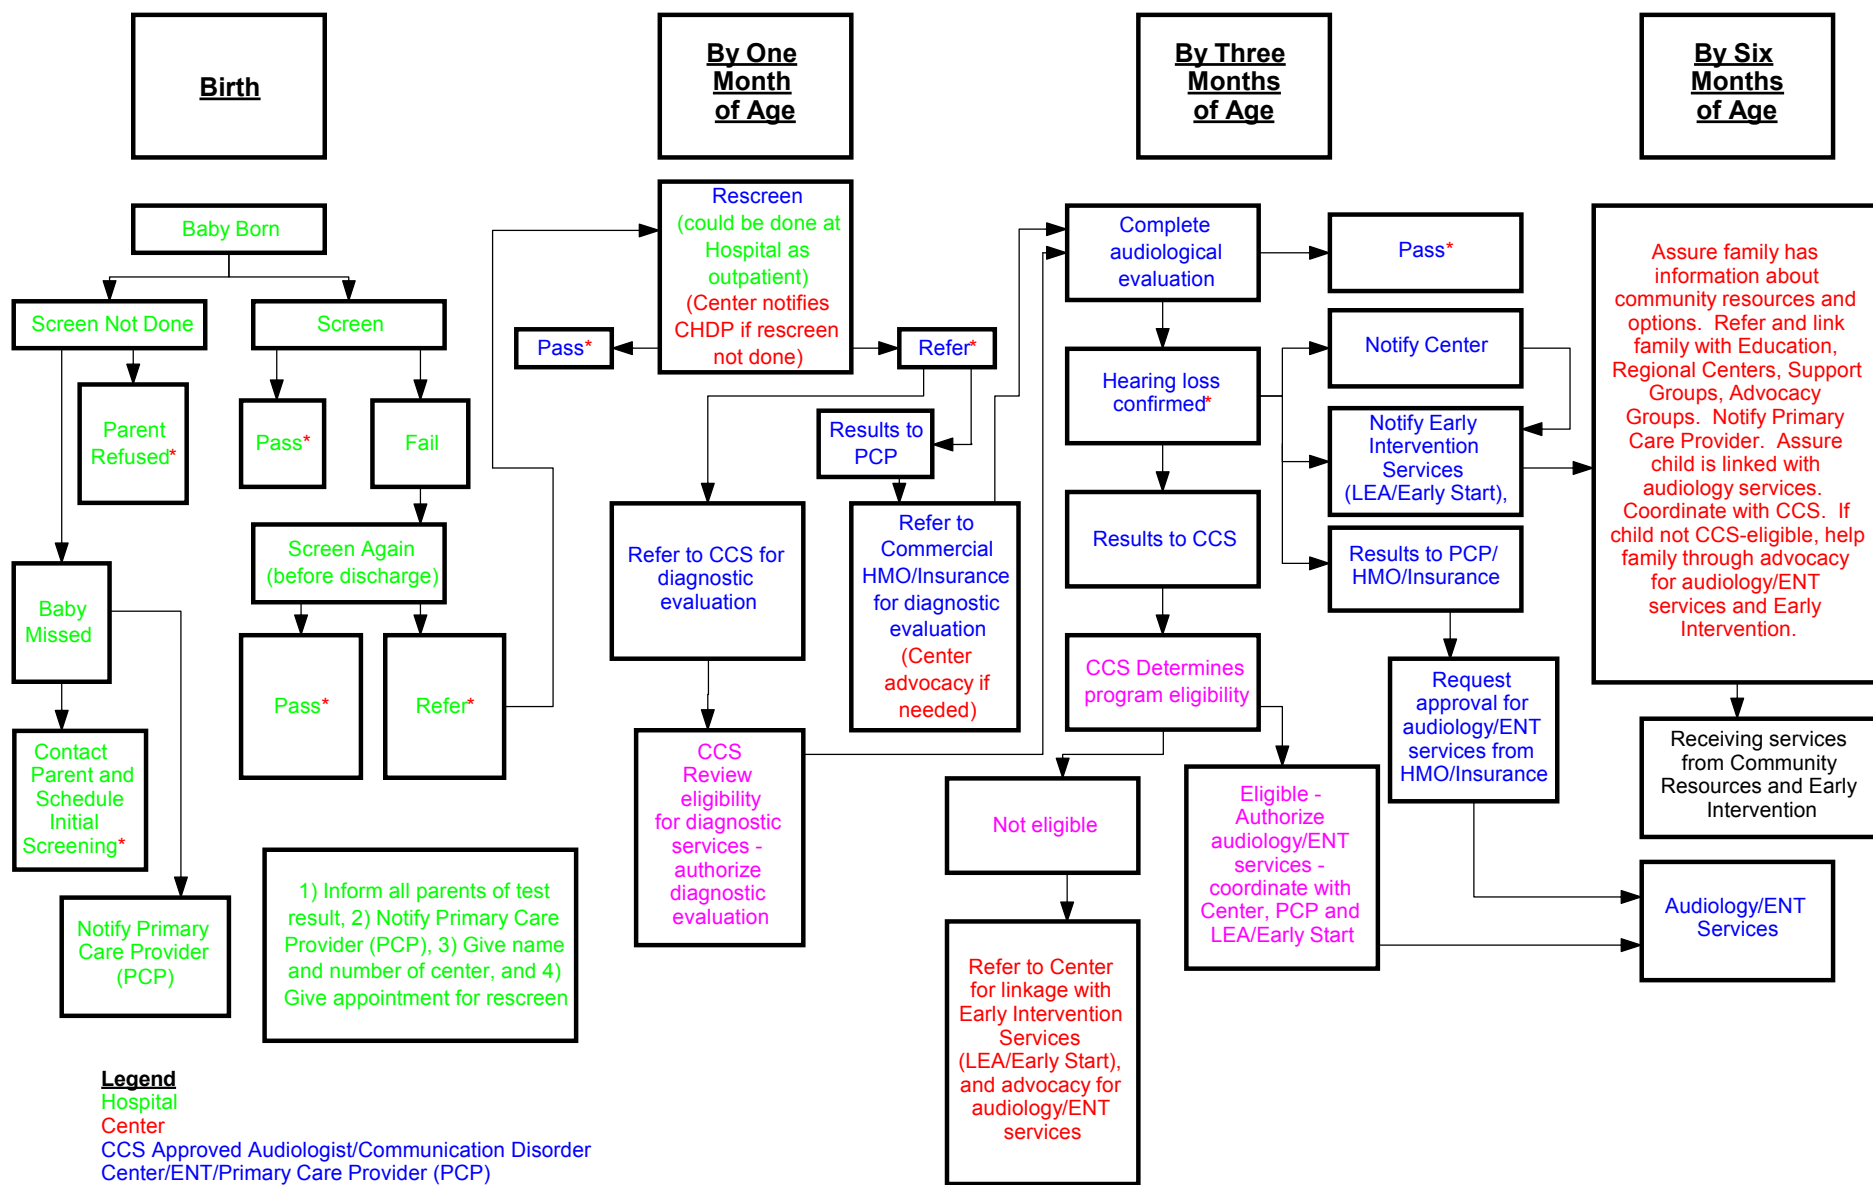 Birth
By One
Month
of Age
By Three
Months
of Age
By Six
Months
of Age
Baby Born
Screen Not Done
Screen
Parent
Refused*
Pass*
Fail
Screen Again
(before discharge)
Baby
Missed
Pass*
Refer*
Contact
Parent and
Schedule
Initial
Screening*
Notify Primary
Care Provider
(PCP)
1) Inform all parents of test
result, 2) Notify Primary Care
Provider (PCP), 3) Give name
and number of center, and 4)
Give appointment for rescreen
Rescreen
(could be done at
Hospital as
outpatient)
(Center notifies
CHDP if rescreen
not done)
Pass*
Refer*
Results to
PCP
Refer to CCS for
diagnostic
evaluation
Refer to
Commercial
HMO/Insurance
for diagnostic
evaluation
(Center
advocacy if
needed)
CCS
Review
eligibility
for diagnostic
services -
authorize
diagnostic
evaluation
Complete
audiological
evaluation
Pass*
Hearing loss
confirmed*
Notify Center
Notify Early
Intervention
Services
(LEA/Early Start),
Results to CCS
Results to PCP/
HMO/Insurance
CCS Determines
program eligibility
Request
approval for
audiology/ENT
services from
HMO/Insurance
Not eligible
Eligible -
Authorize
audiology/ENT
services -
coordinate with
Center, PCP and
LEA/Early Start
Refer to Center
for linkage with
Early Intervention
Services
(LEA/Early Start),
and advocacy for
audiology/ENT
services
Assure family has
information about
community resources and
options. Refer and link
family with Education,
Regional Centers, Support
Groups, Advocacy
Groups. Notify Primary
Care Provider. Assure
child is linked with
audiology services.
Coordinate with CCS. If
child not CCS-eligible, help
family through advocacy
for audiology/ENT
services and Early
Intervention.
Receiving services
from Community
Resources and Early
Intervention
Audiology/ENT
Services
Legend
Hospital
Center
CCS Approved Audiologist/Communication Disorder
Center/ENT/Primary Care Provider (PCP)